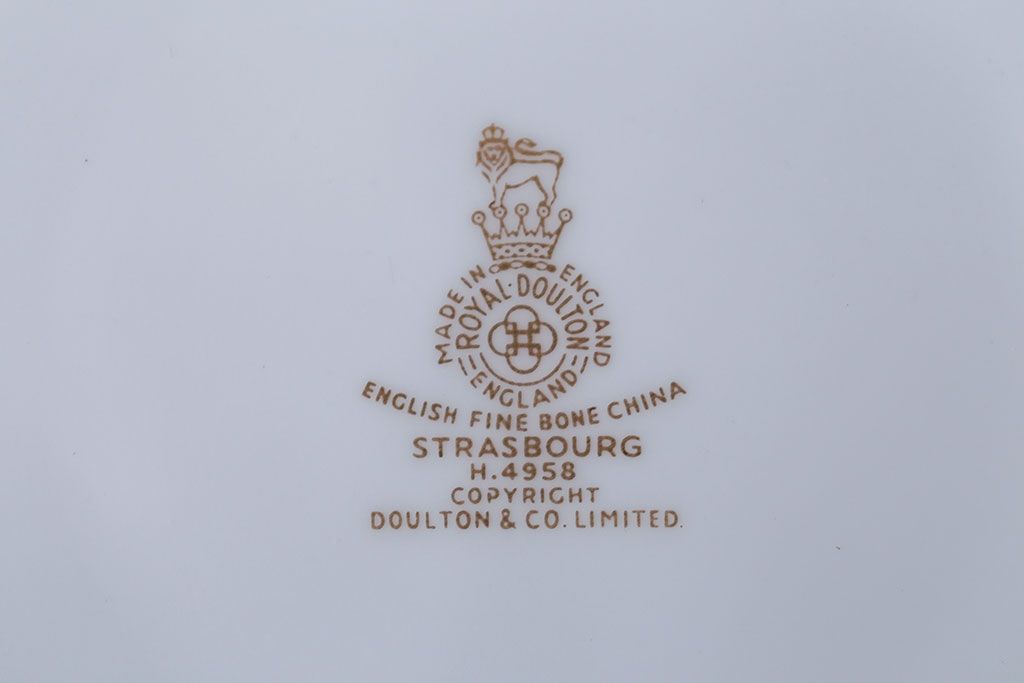 MADE IN ENGLAND
ROYAL·DOULTON
ENGLAND
ENGLISH FINE BONE CHINA
STRASBOURG
H.4958
COPYRIGHT
DOULTON & CO. LIMITED.